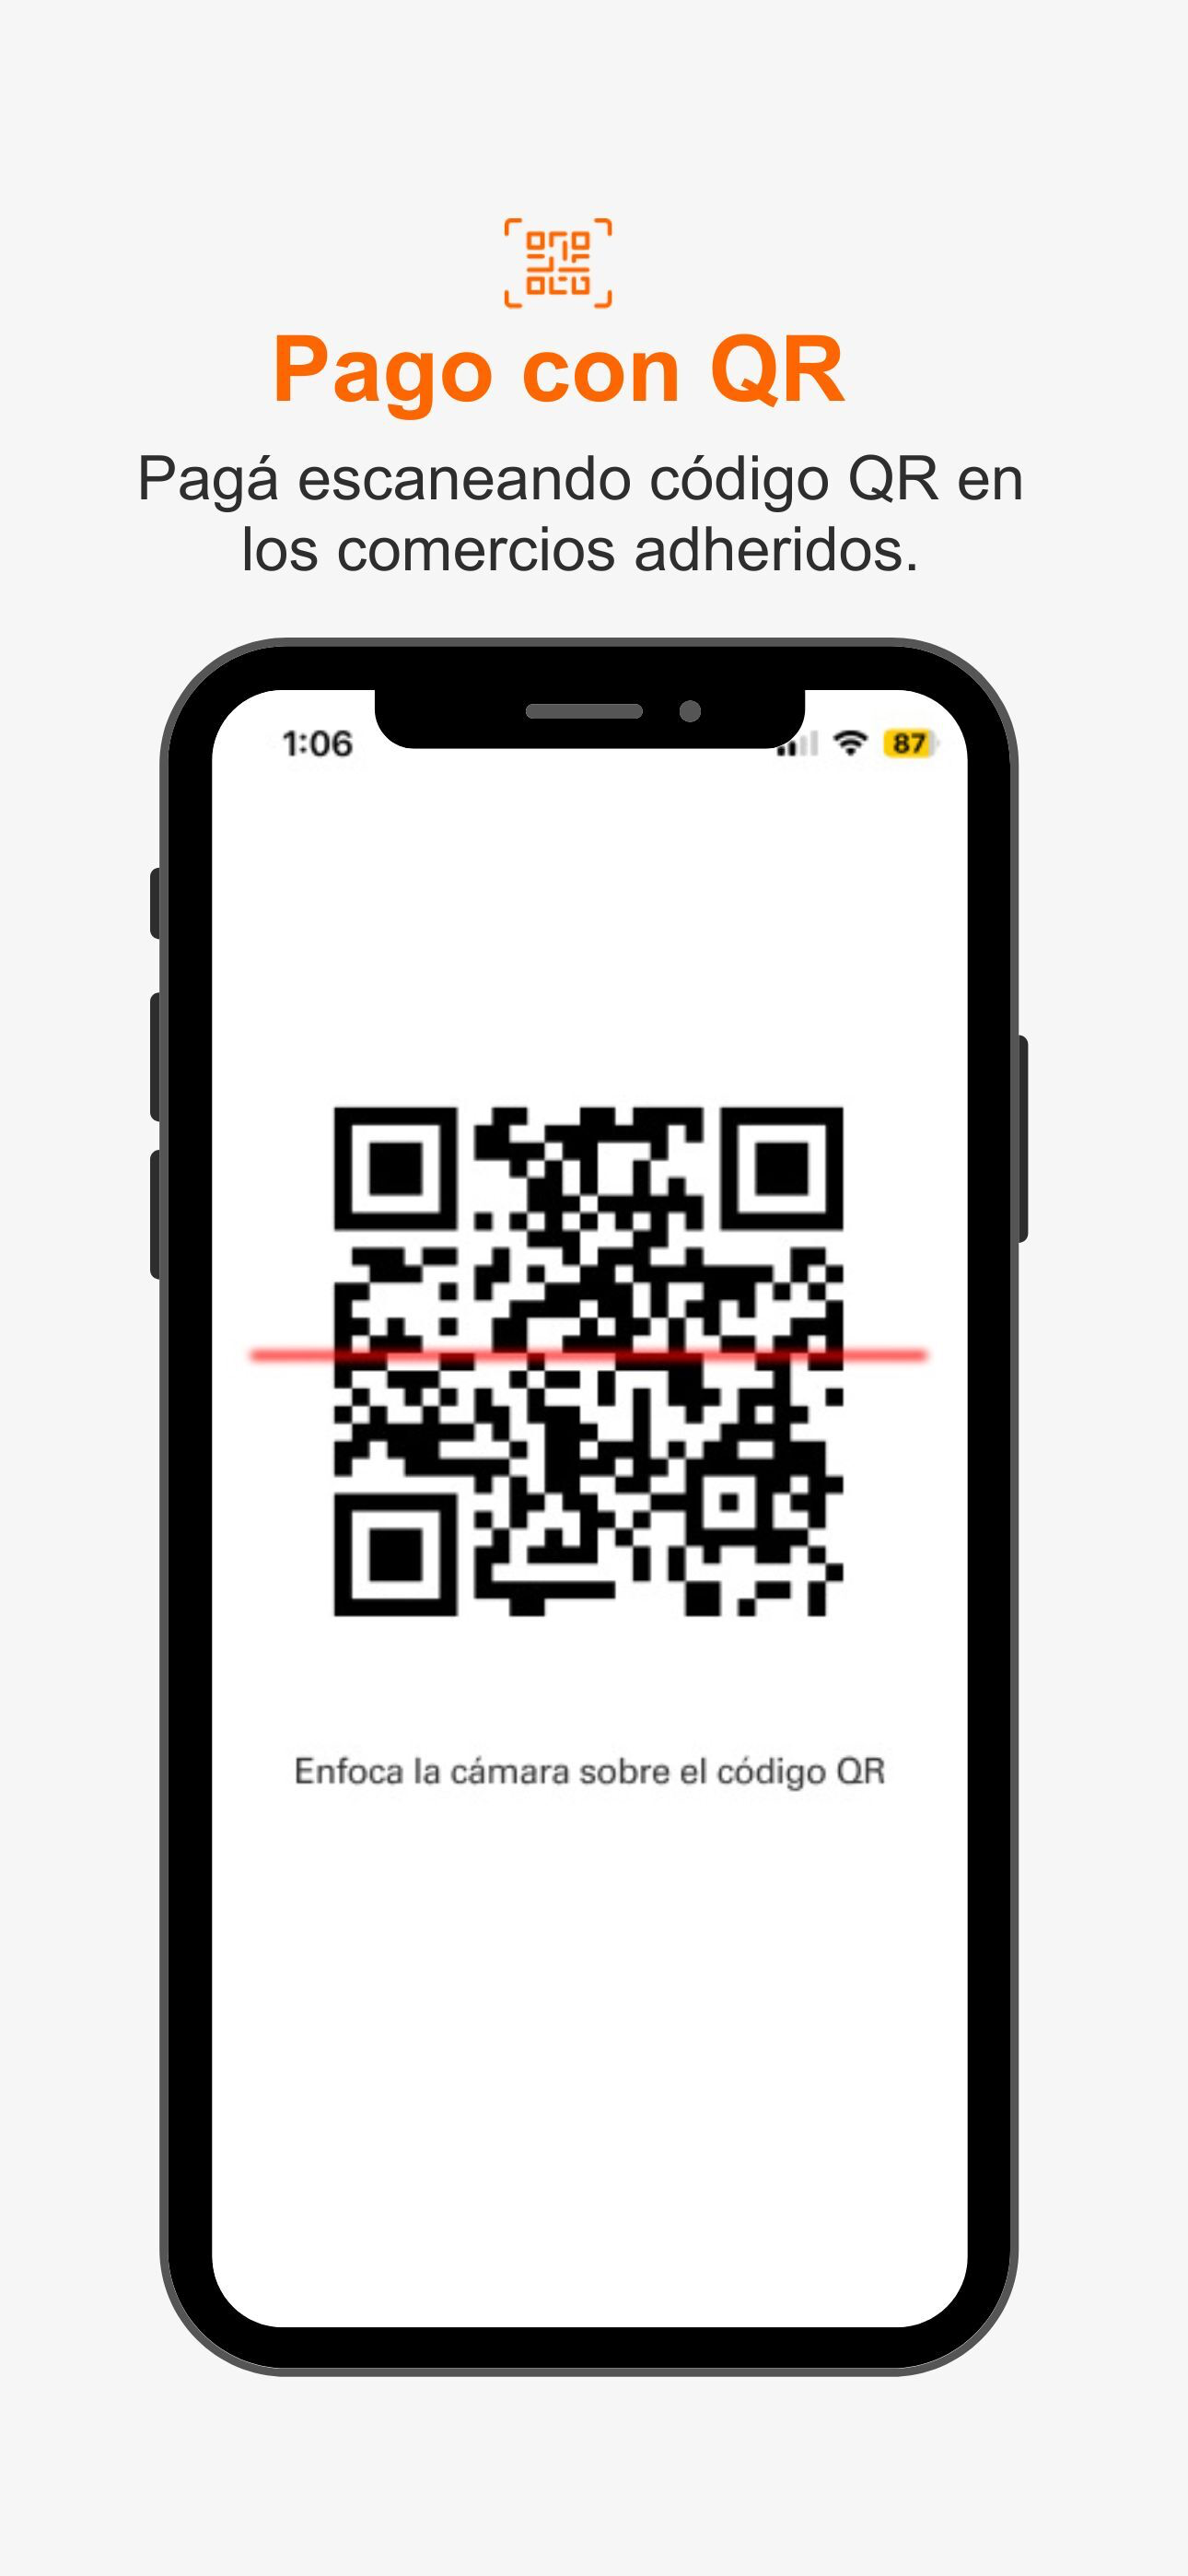 Pago con QR
Pagá escaneando código QR en
los comercios adheridos.
1:06
87
Enfoca la cámara sobre el código QR